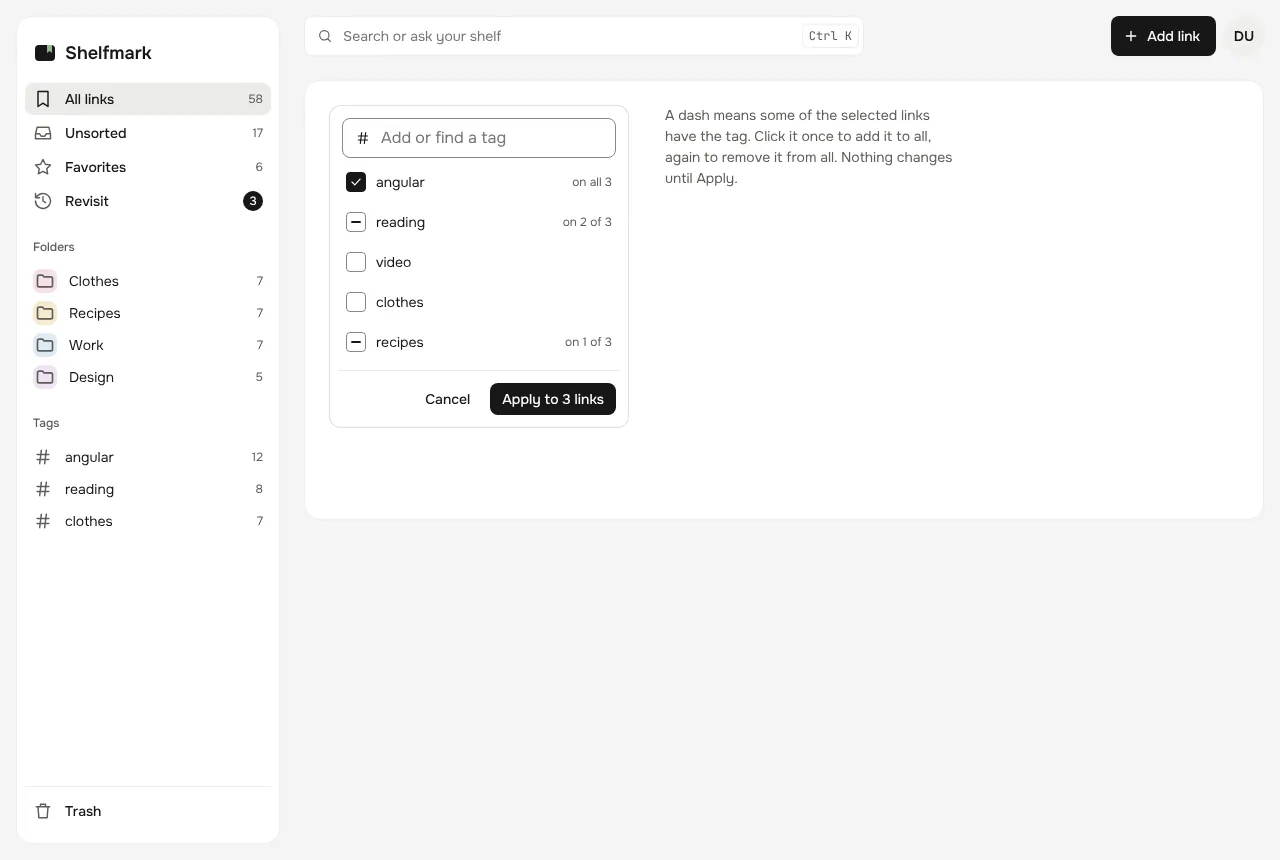 Shelfmark
All links 58
Unsorted 17
Favorites 6
Revisit 3
Folders
Clothes 7
Recipes 7
Work 7
Design 5
Tags
# angular 12
# reading 8
# clothes 7
Trash
Search or ask your shelf Ctrl K
+ Add link
DU
# Add or find a tag
angular on all 3
reading on 2 of 3
video
clothes
recipes on 1 of 3
Cancel Apply to 3 links
A dash means some of the selected links
have the tag. Click it once to add it to all,
again to remove it from all. Nothing changes
until Apply.